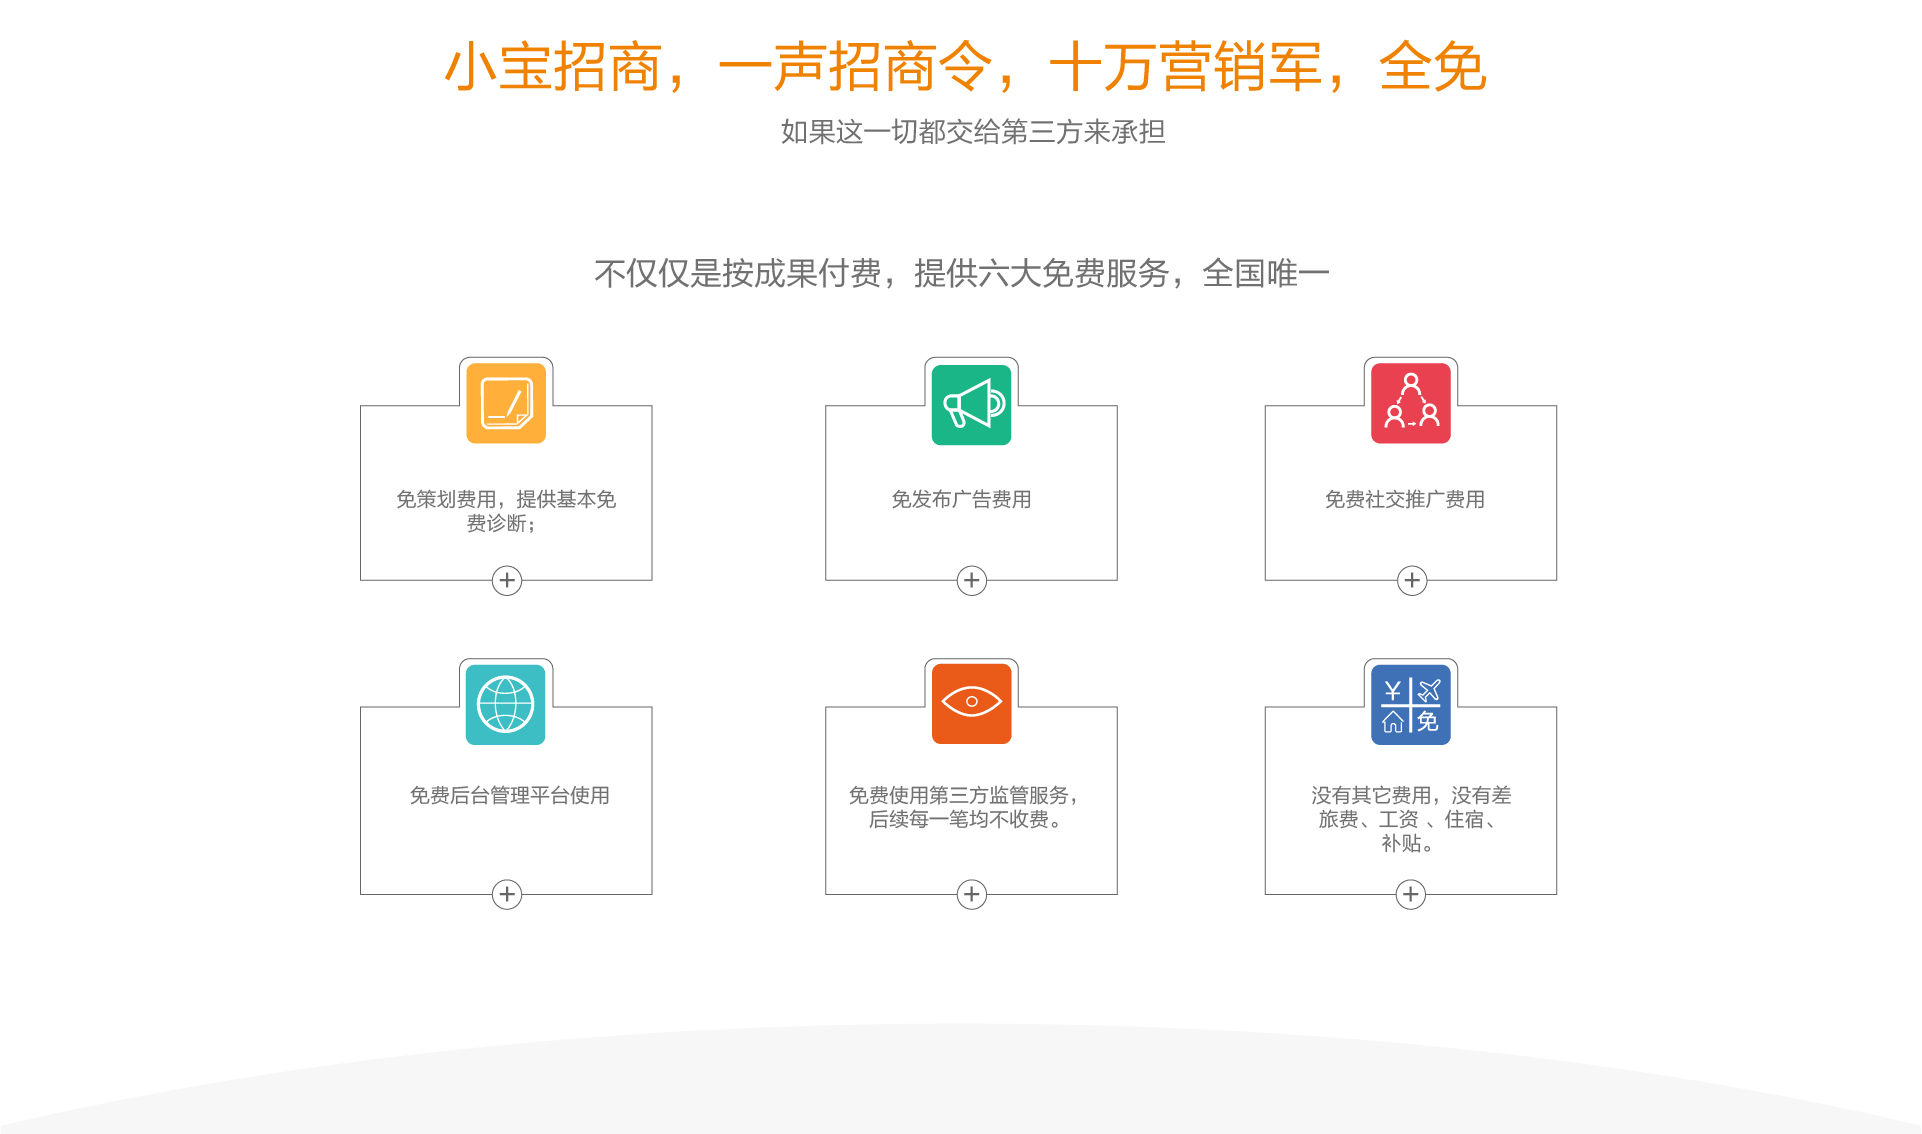 小宝招商，一声招商令，十万营销军，全免
如果这一切都交给第三方来承担
不仅仅是按成果付费，提供六大免费服务，全国唯一
免策划费用，提供基本免
费诊断；
免发布广告费用
免费社交推广费用
免费后台管理平台使用
免费使用第三方监管服务，
后续每一笔均不收费。
¥
免
没有其它费用，没有差
旅费、工资 、住宿、
补贴。